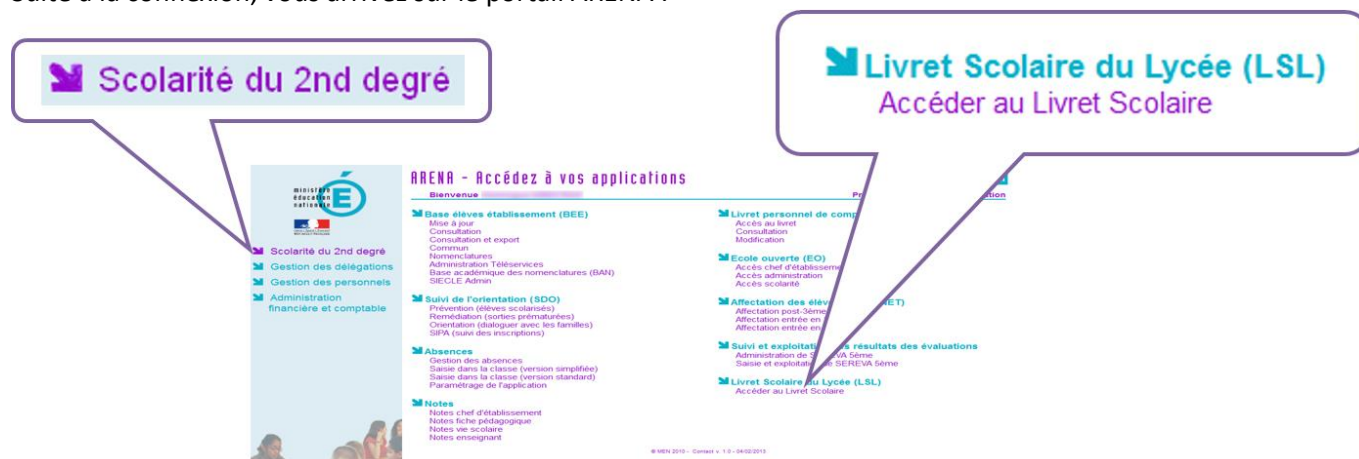 Suite à la connexion, vous arrivez sur le portail ARENA :
Scolarité du 2nd degré
Livret Scolaire du Lycée (LSL)
Accéder au Livret Scolaire
ministère
éducation
nationale
Scolarité du 2nd degré
Gestion des délégations
Gestion des personnels
Administration
financière et comptable
ARENA - Accédez à vos applications
Bienvenue
Base élèves établissement (BEE)
Mise à jour
Consultation
Consultation et export
Commun
Nomenclatures
Administration Téléservices
Base académique des nomenclatures (BAN)
SIECLE Admin
Suivi de l'orientation (SDO)
Prévention (élèves scolarisés)
Remédiation (sorties prématurées)
Orientation (dialoguer avec les familles)
SIPA (suivi des inscriptions)
Absences
Gestion des absences
Saisie dans la classe (version simplifiée)
Saisie dans la classe (version standard)
Paramétrage de l'application
Notes
Notes chef d'établissement
Notes fiche pédagogique
Notes vie scolaire
Notes enseignant
Livret personnel de comp
Accès au livret
Consultation
Modification
Ecole ouverte (EO)
Accès chef d'établisseme
Accès administration
Accès scolarité
Affectation des élèv NET)
Affectation post-3ème
Affectation entrée en
Affectation entrée en
Suivi et exploitati s résultats des évaluations
Administration de S EVA 5ème
Saisie et exploita de SEREVA 5ème
Livret Scolaire du Lycée (LSL)
Accéder au Livret Scolaire
© MEN 2010 - Contact v. 1.0 - 04/02/2013